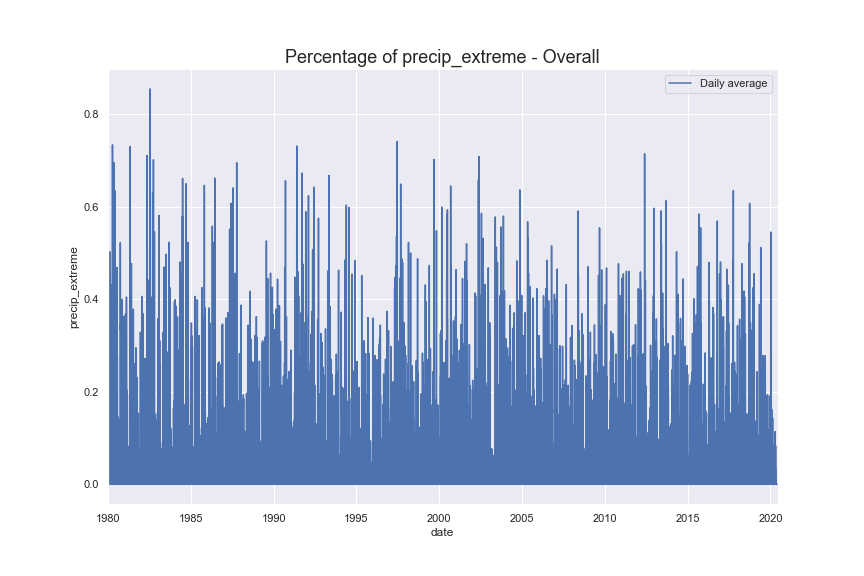 Percentage of precip_extreme - Overall
Daily average
precip_extreme
0.8
0.6
0.4
0.2
0.0
1980 1985 1990 1995 2000 2005 2010 2015 2020
date